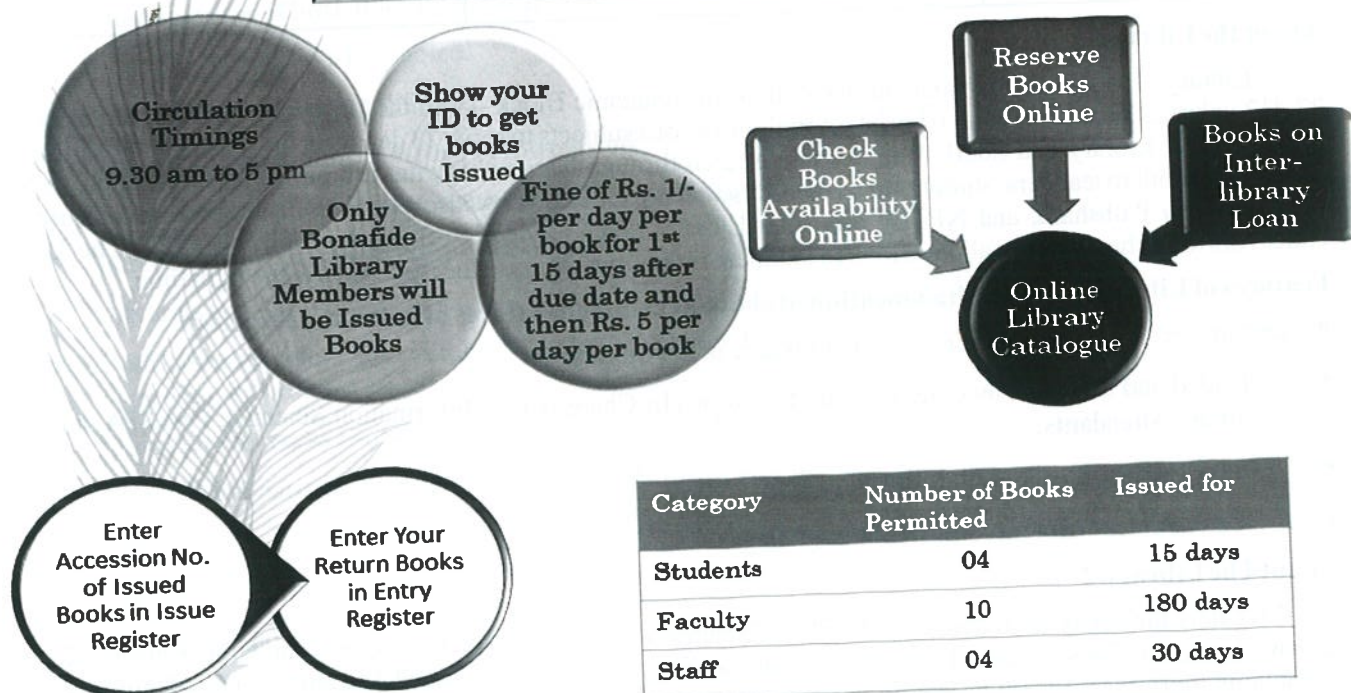 Circulation
Timings
9.30 am to 5 pm
Show your
ID to get
books
Issued
Only
Bonafide
Library
Members will
be Issued
Books
Fine of Rs. 1/-
per day per
book for 1st
15 days after
due date and
then Rs. 5 per
day per book
Reserve
Books
Online
Check
Books
Availability
Online
Books on
Inter-
library
Loan
Online
Library
Catalogue
Enter
Accession No.
of Issued
Books in Issue
Register
Enter Your
Return Books
in Entry
Register
Category Number of Books Issued for
Permitted
Students 04 15 days
Faculty 10 180 days
Staff 04 30 days